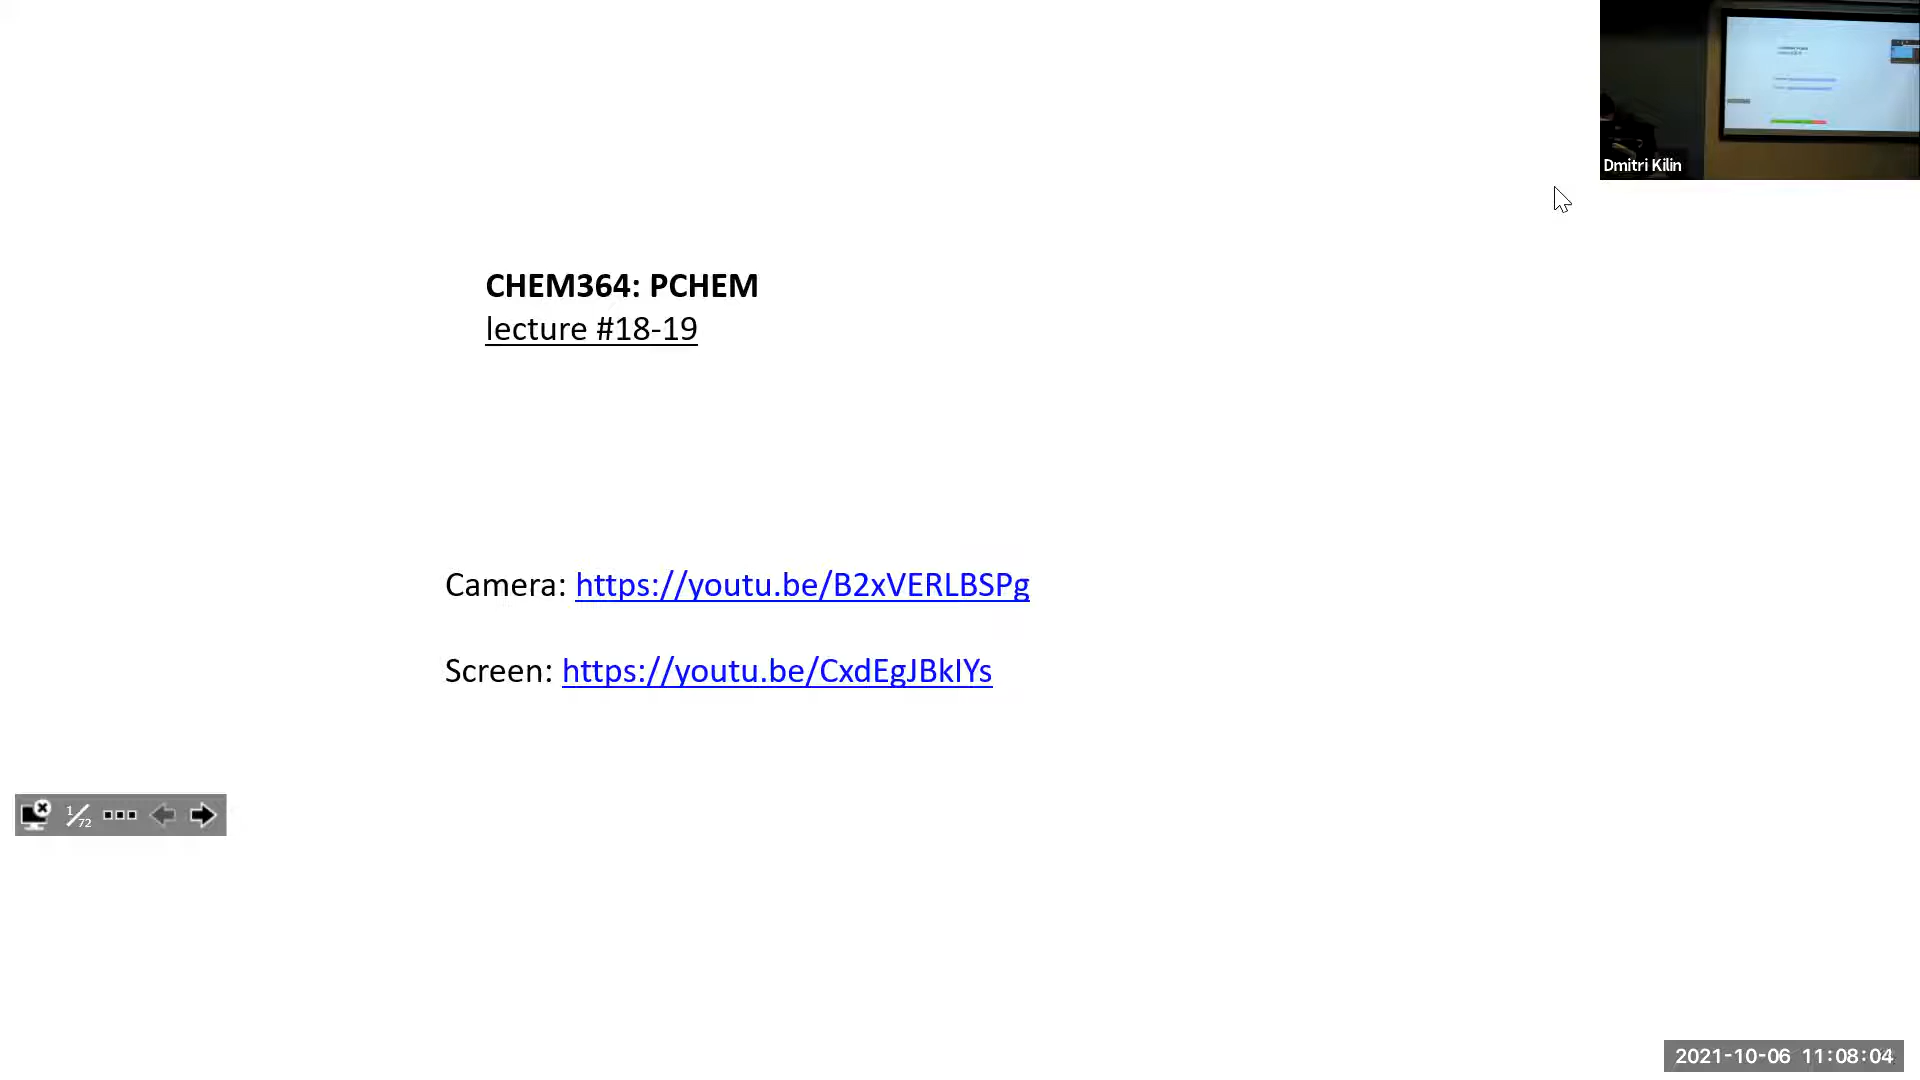 Dmitri Kilin
CHEM364: PCHEM
lecture #18-19
Camera: https://youtu.be/B2xVERLBSPg
Screen: https://youtu.be/CxdEgJBkIYs
1/72
2021-10-06 11:08:04